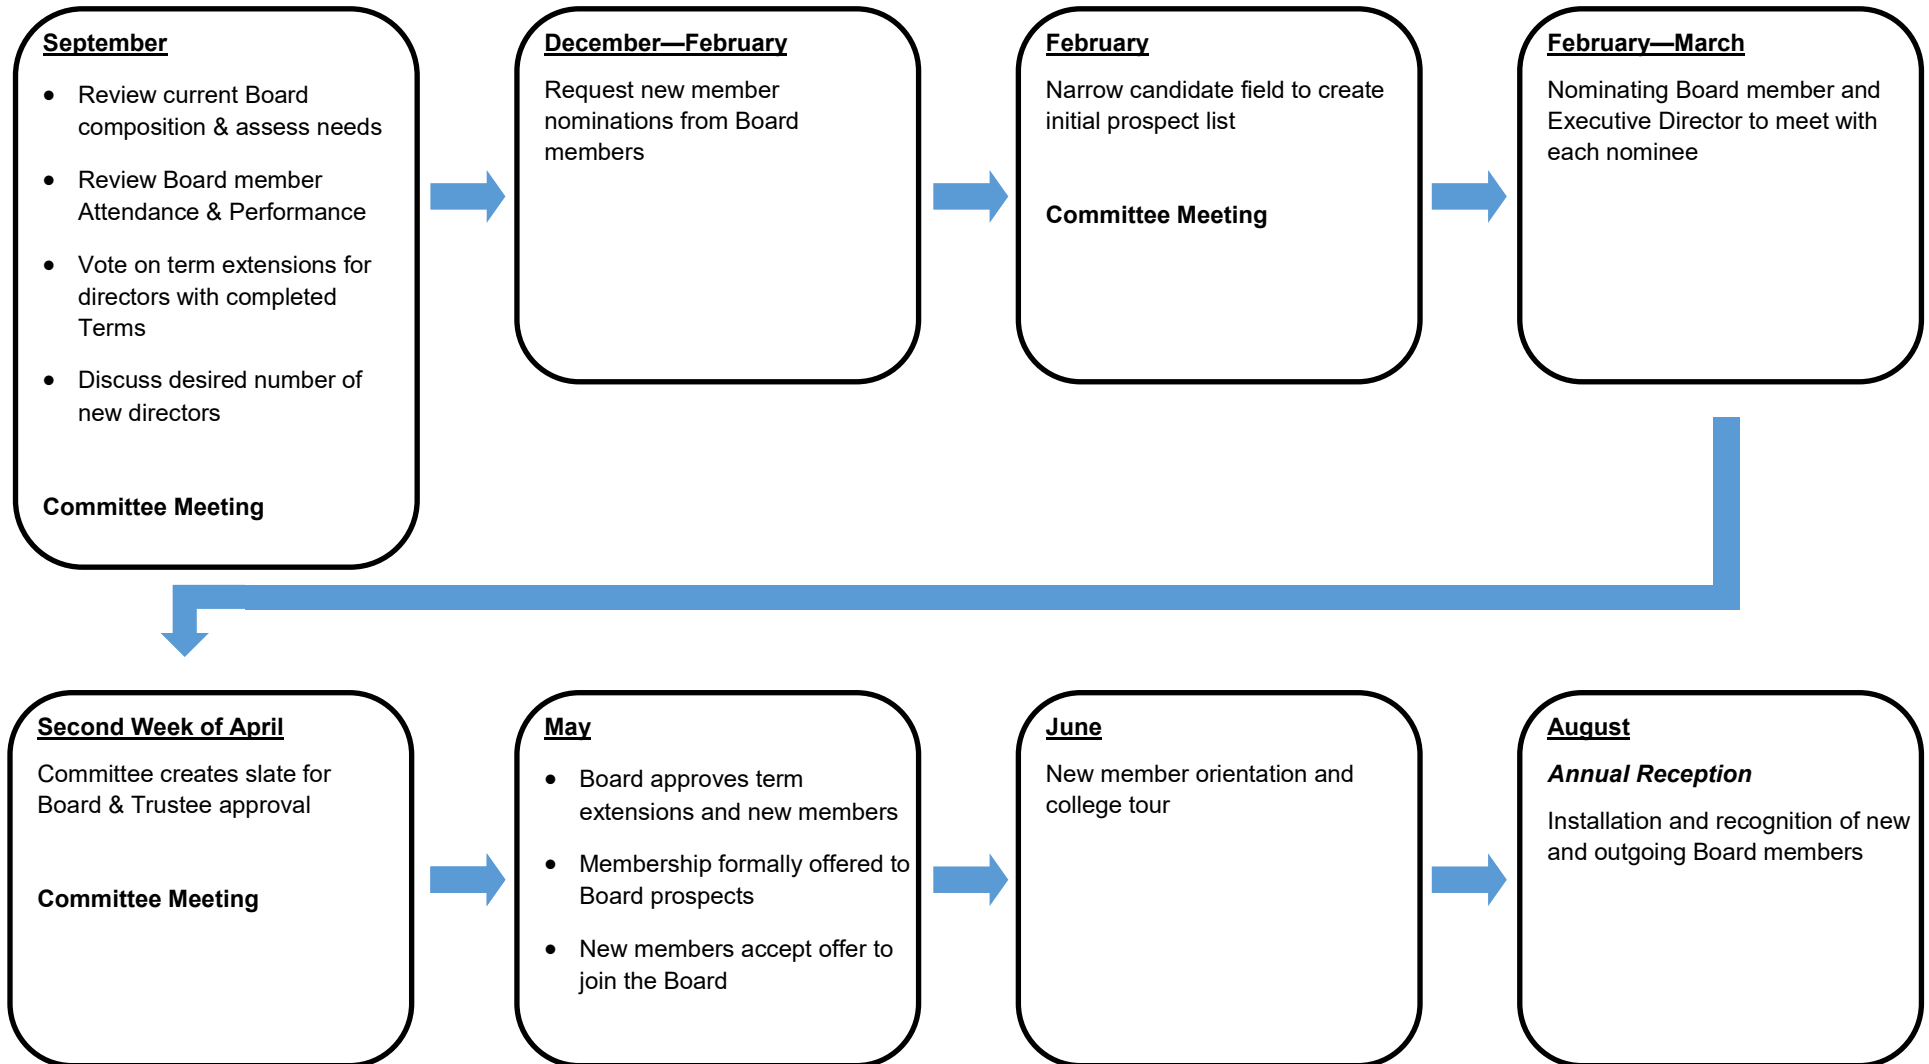 September
• Review current Board
composition & assess needs
• Review Board member
Attendance & Performance
• Vote on term extensions for
directors with completed
Terms
• Discuss desired number of
new directors
Committee Meeting
December—February
Request new member
nominations from Board
members
February
Narrow candidate field to create
initial prospect list
Committee Meeting
February—March
Nominating Board member and
Executive Director to meet with
each nominee
Second Week of April
Committee creates slate for
Board & Trustee approval
Committee Meeting
May
• Board approves term
extensions and new members
• Membership formally offered to
Board prospects
• New members accept offer to
join the Board
June
New member orientation and
college tour
August
Annual Reception
Installation and recognition of new
and outgoing Board members